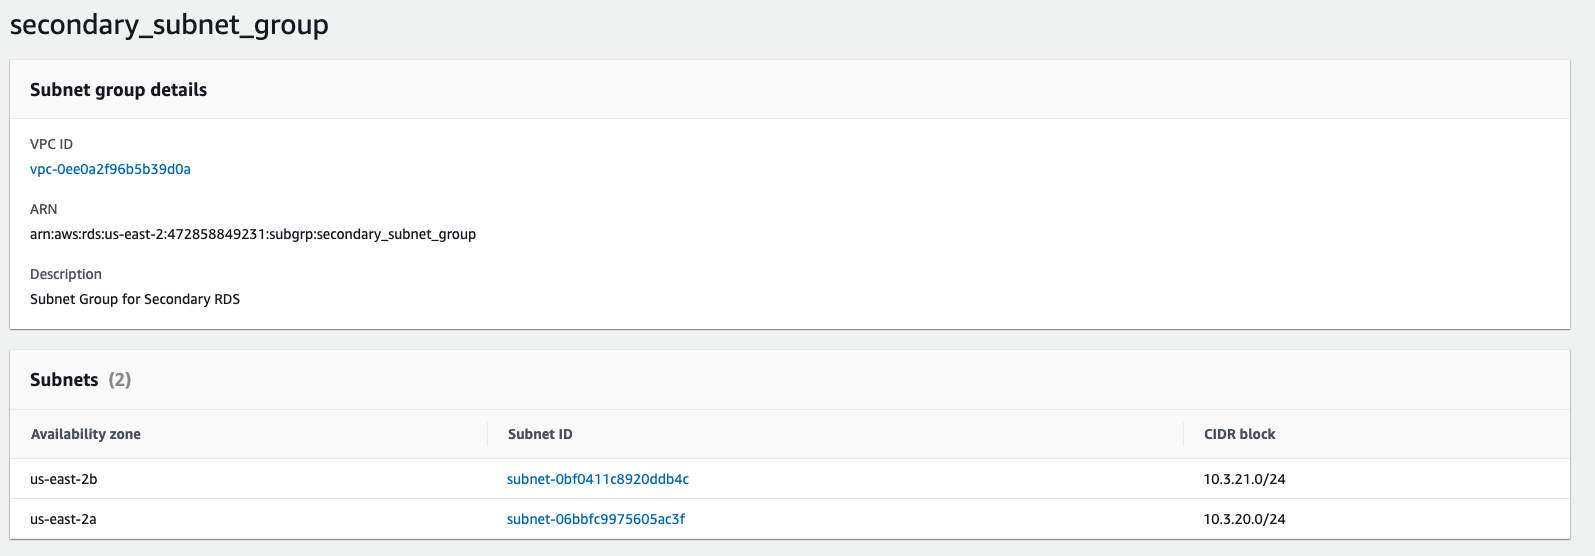 secondary_subnet_group
Subnet group details
VPC ID
vpc-0ee0a2f96b5b39d0a
ARN
arn:aws:rds:us-east-2:472858849231:subgrp:secondary_subnet_group
Description
Subnet Group for Secondary RDS
Subnets (2)
Availability zone Subnet ID CIDR block
us-east-2b subnet-0bf0411c8920ddb4c 10.3.21.0/24
us-east-2a subnet-06bbfc9975605ac3f 10.3.20.0/24